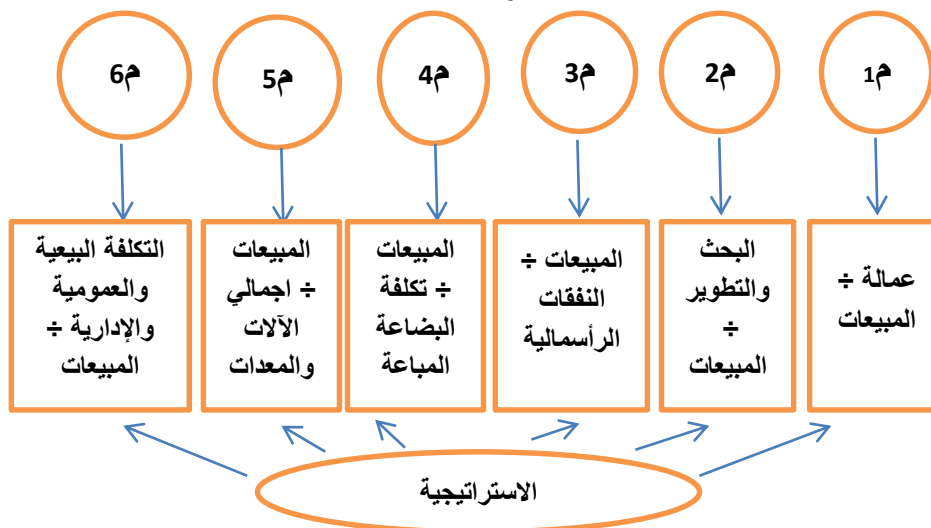 م1
م2
م3
م4
م5
م6
عمالة ÷
المبيعات
البحث
والتطوير
÷
المبيعات
المبيعات ÷
النفقات
الرأسمالية
المبيعات
÷ تكلفة
البضاعة
المباعة
المبيعات
÷ اجمالي
الآلات
والمعدات
التكلفة البيعية
والعمومية
والإدارية ÷
المبيعات
الاستراتيجية